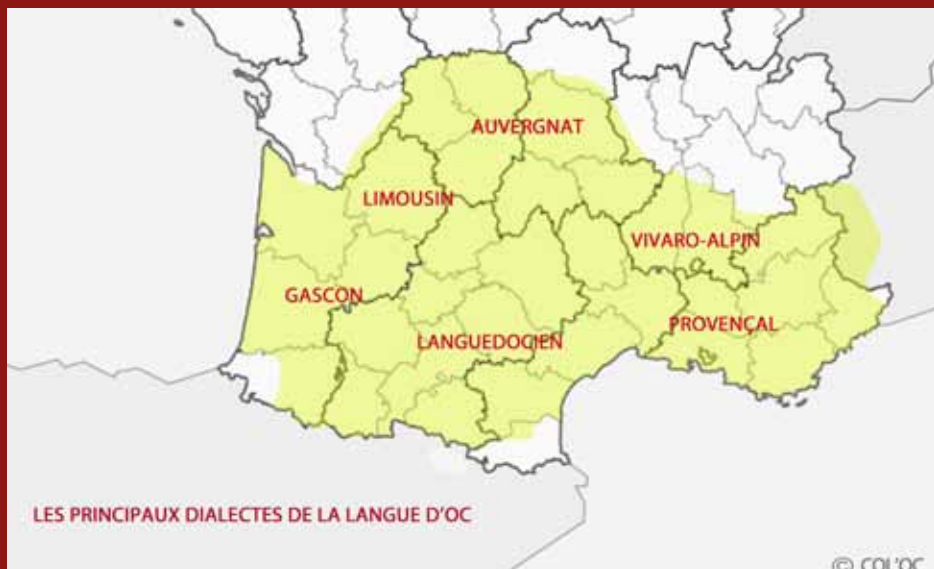 AUVERGNAT
LIMOUSIN
VIVARO-ALPIN
GASCON
PROVENÇAL
LANGUEDOCIEN
LES PRINCIPAUX DIALECTES DE LA LANGUE D'OC
© COL'OC